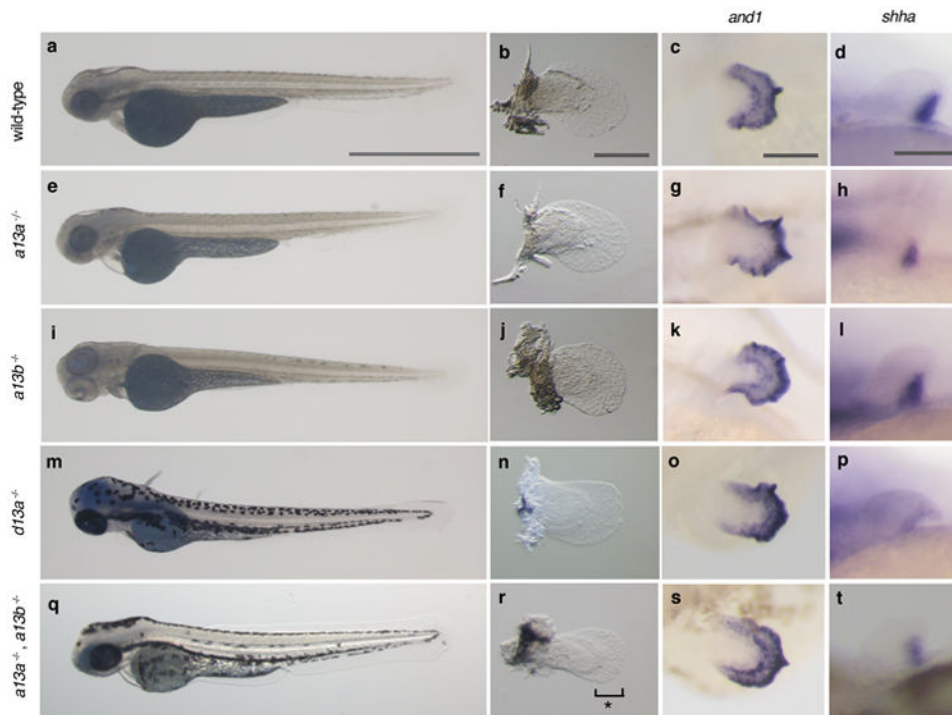 and1 shha
wild-type a b c d
a13a-/- e f g h
a13b-/- i j k l
d13a-/- m n o p
a13a-/-, a13b-/- q r s t
*